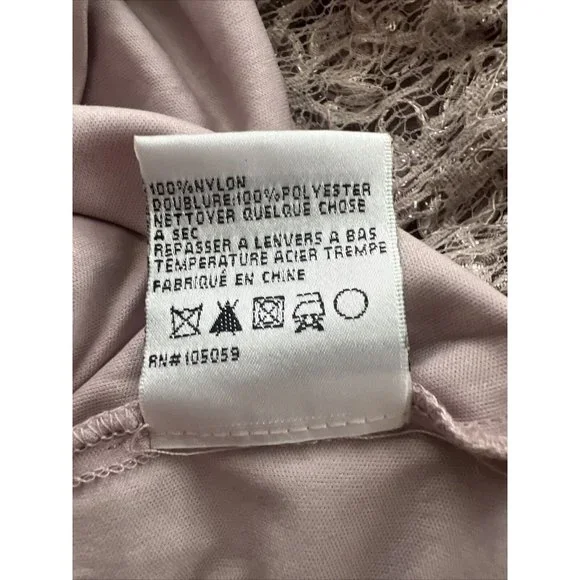 100%NYLON
DOUBLURE:100%POLYESTER
NETTOYER QUELQUE CHOSE
A SEC
REPASSER A LENVERS A BAS
TEMPERATURE ACIER TREMPE
FABRIQUÉ EN CHINE
RN#105059